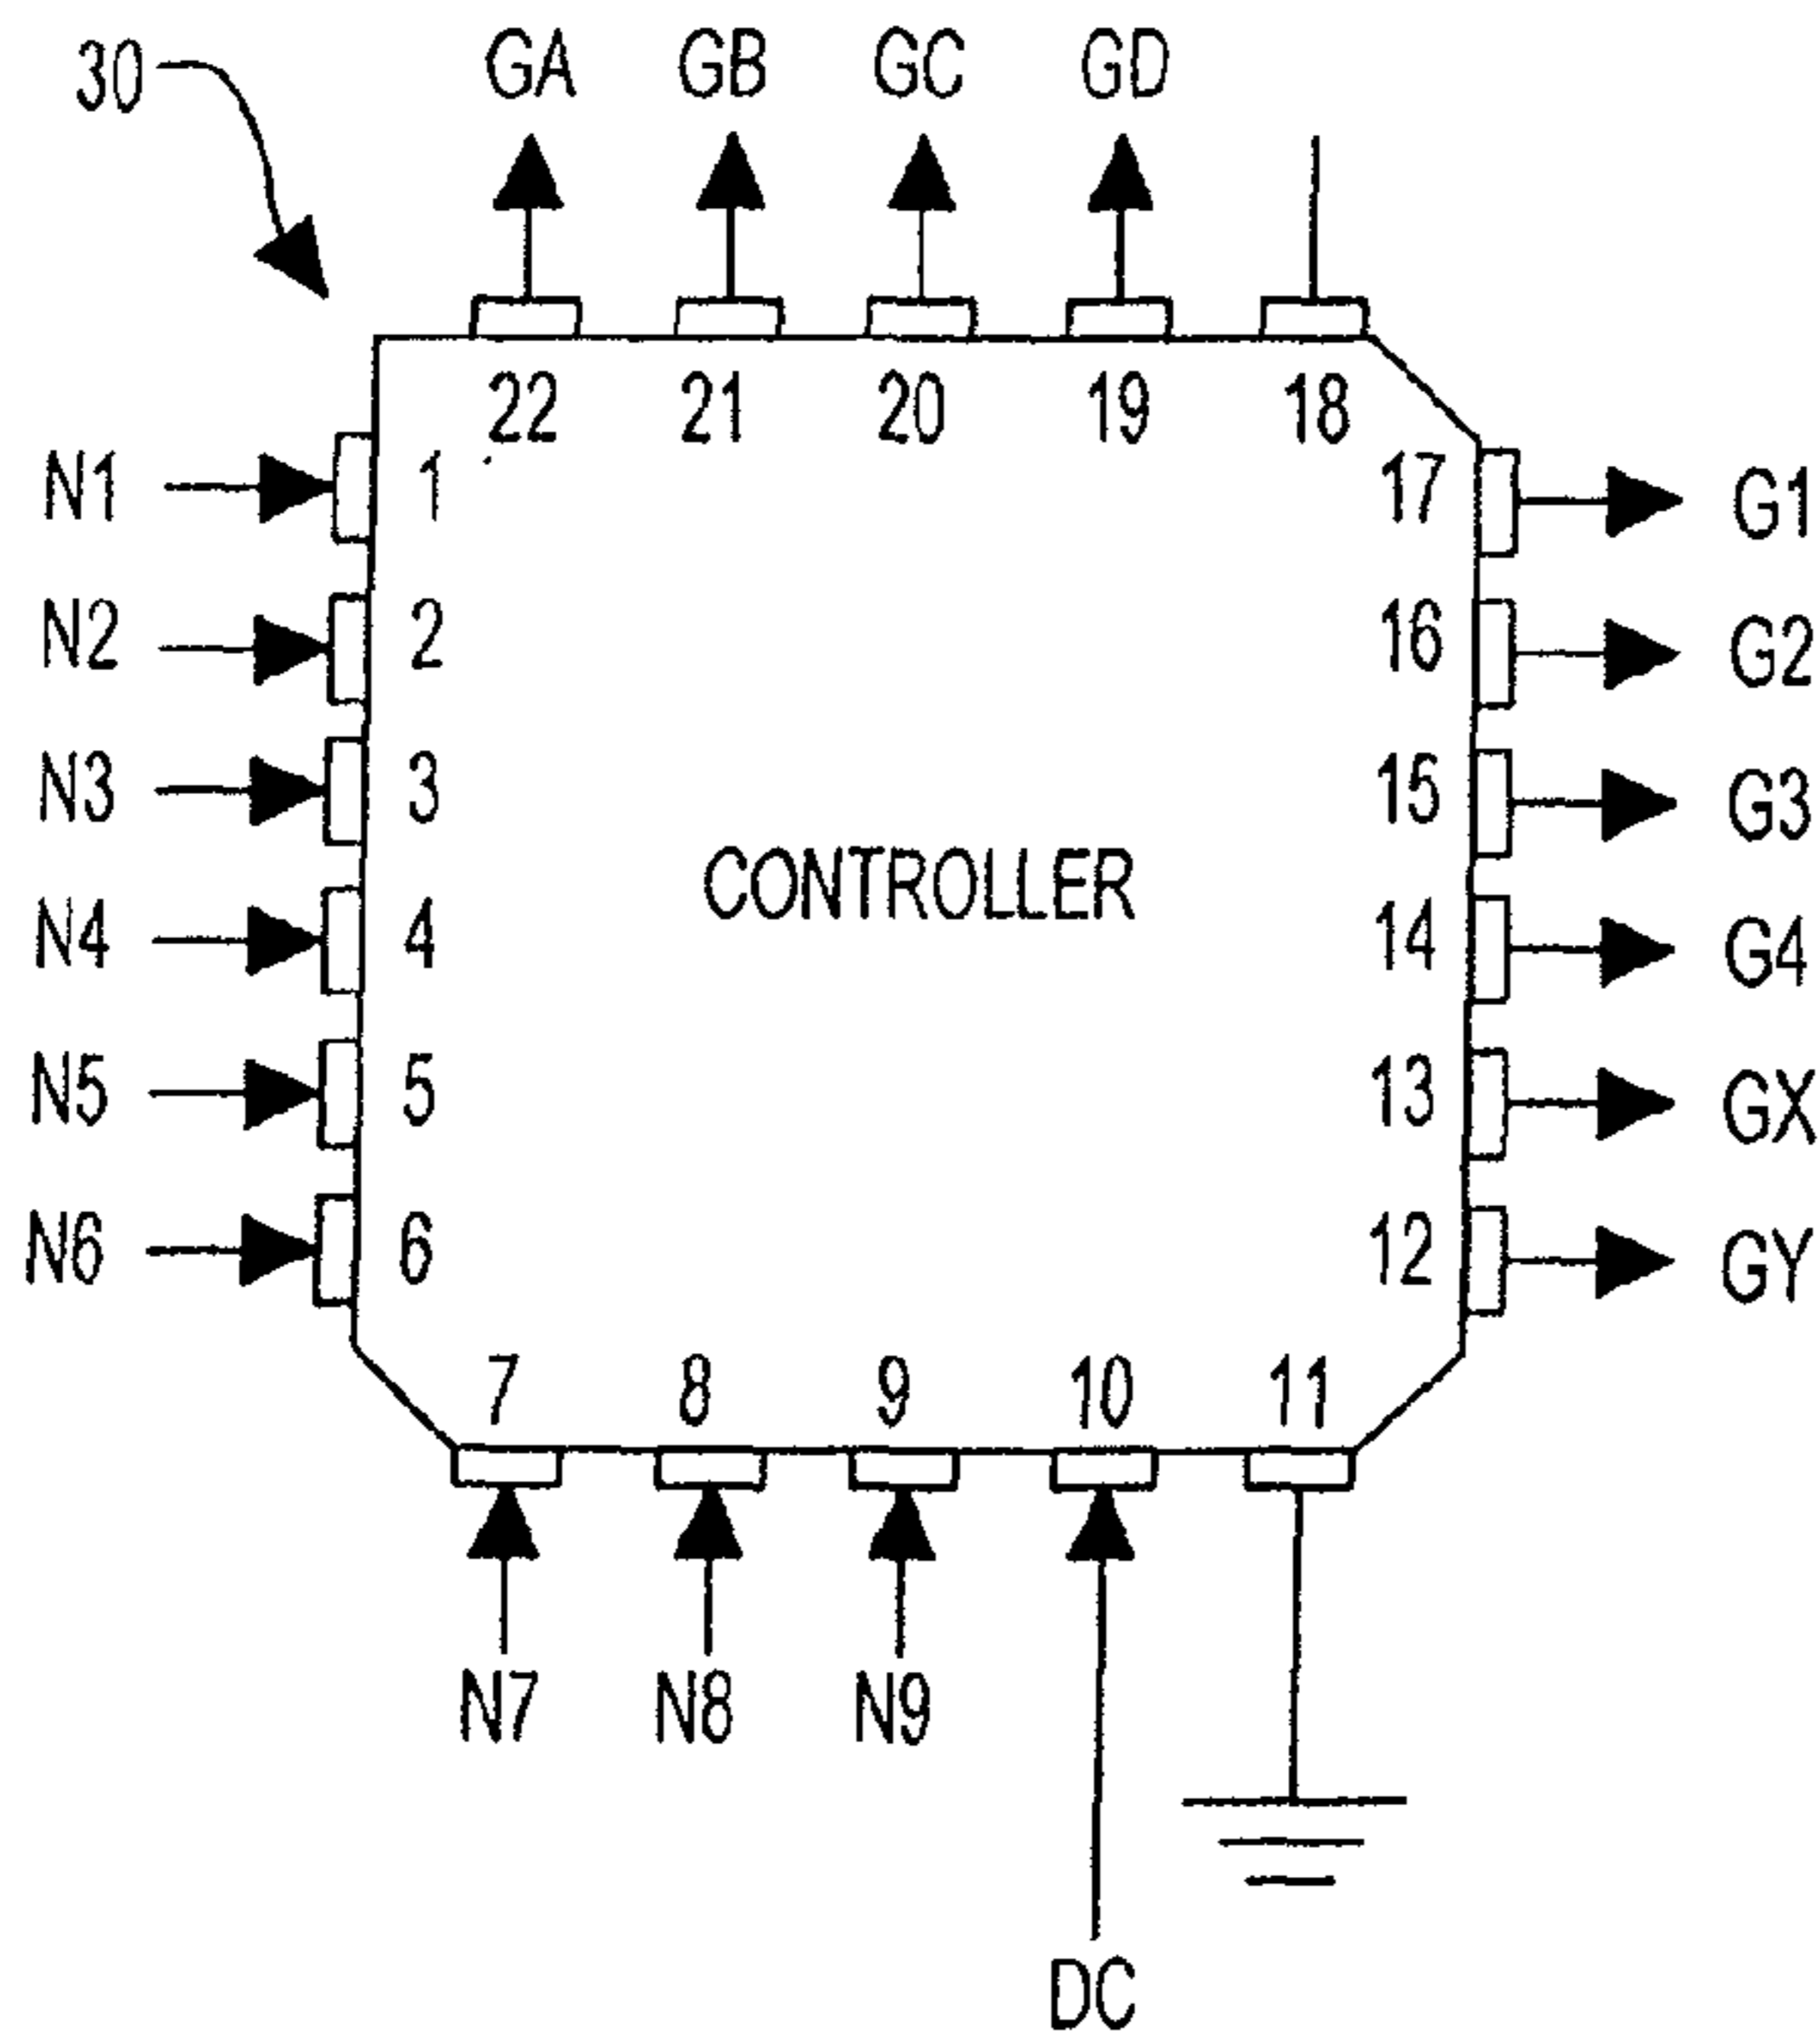 30 GA GB GC GD
22 21 20 19 18
N1 1 17 G1
N2 2 16 G2
N3 3 15 G3
CONTROLLER
N4 4 14 G4
N5 5 13 GX
N6 6 12 GY
7 8 9 10 11
N7 N8 N9
DC